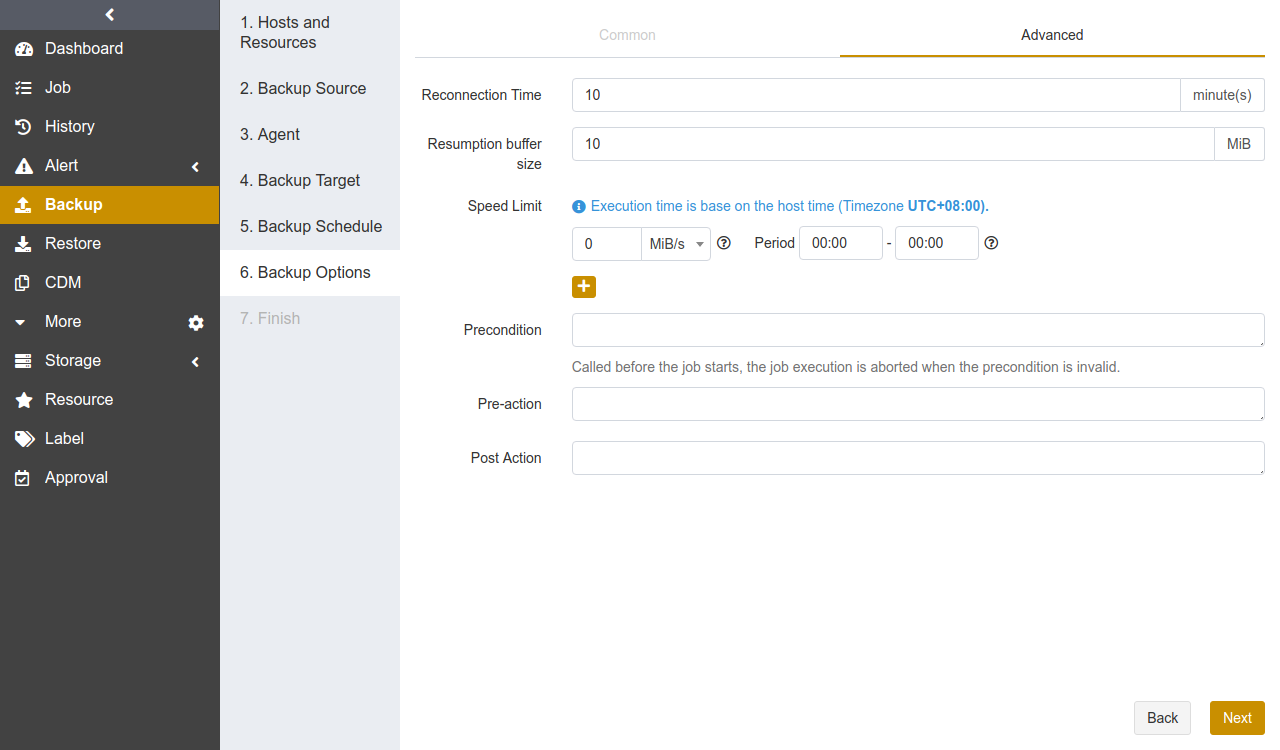 Dashboard
Job
History
Alert
Backup
Restore
CDM
More
Storage
Resource
Label
Approval
1. Hosts and
Resources
2. Backup Source
3. Agent
4. Backup Target
5. Backup Schedule
6. Backup Options
7. Finish
Common Advanced
Reconnection Time 10 minute(s)
Resumption buffer 10 MiB
size
Speed Limit Execution time is base on the host time (Timezone UTC+08:00).
0 MiB/s Period 00:00 - 00:00
Precondition
Called before the job starts, the job execution is aborted when the precondition is invalid.
Pre-action
Post Action
Back Next